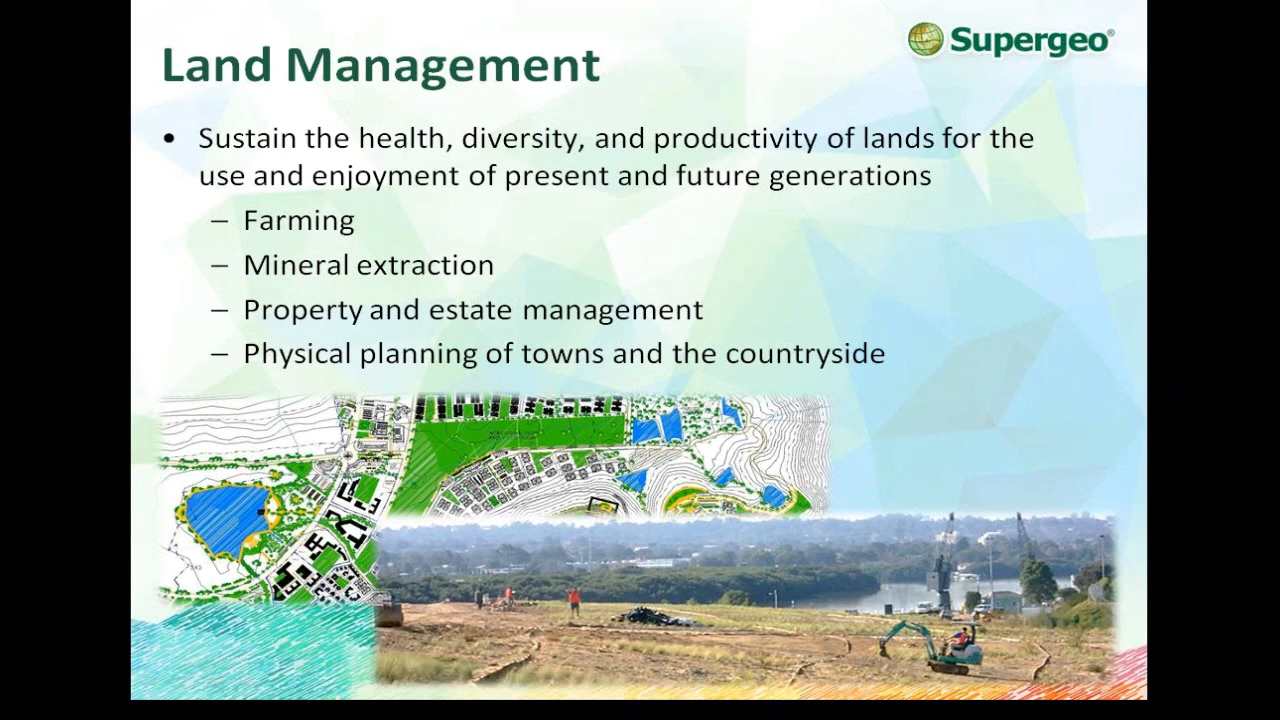 Supergeo®
Land Management
• Sustain the health, diversity, and productivity of lands for the
use and enjoyment of present and future generations
– Farming
– Mineral extraction
– Property and estate management
– Physical planning of towns and the countryside